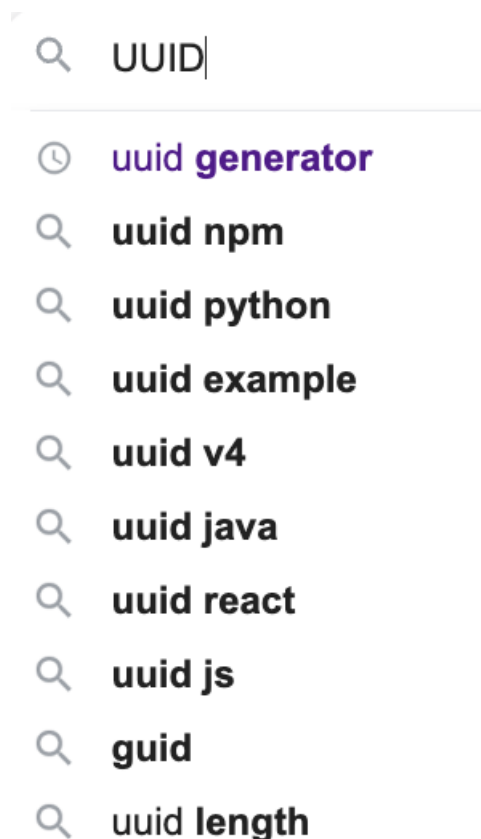 UUID
uuid generator
uuid npm
uuid python
uuid example
uuid v4
uuid java
uuid react
uuid js
guid
uuid length